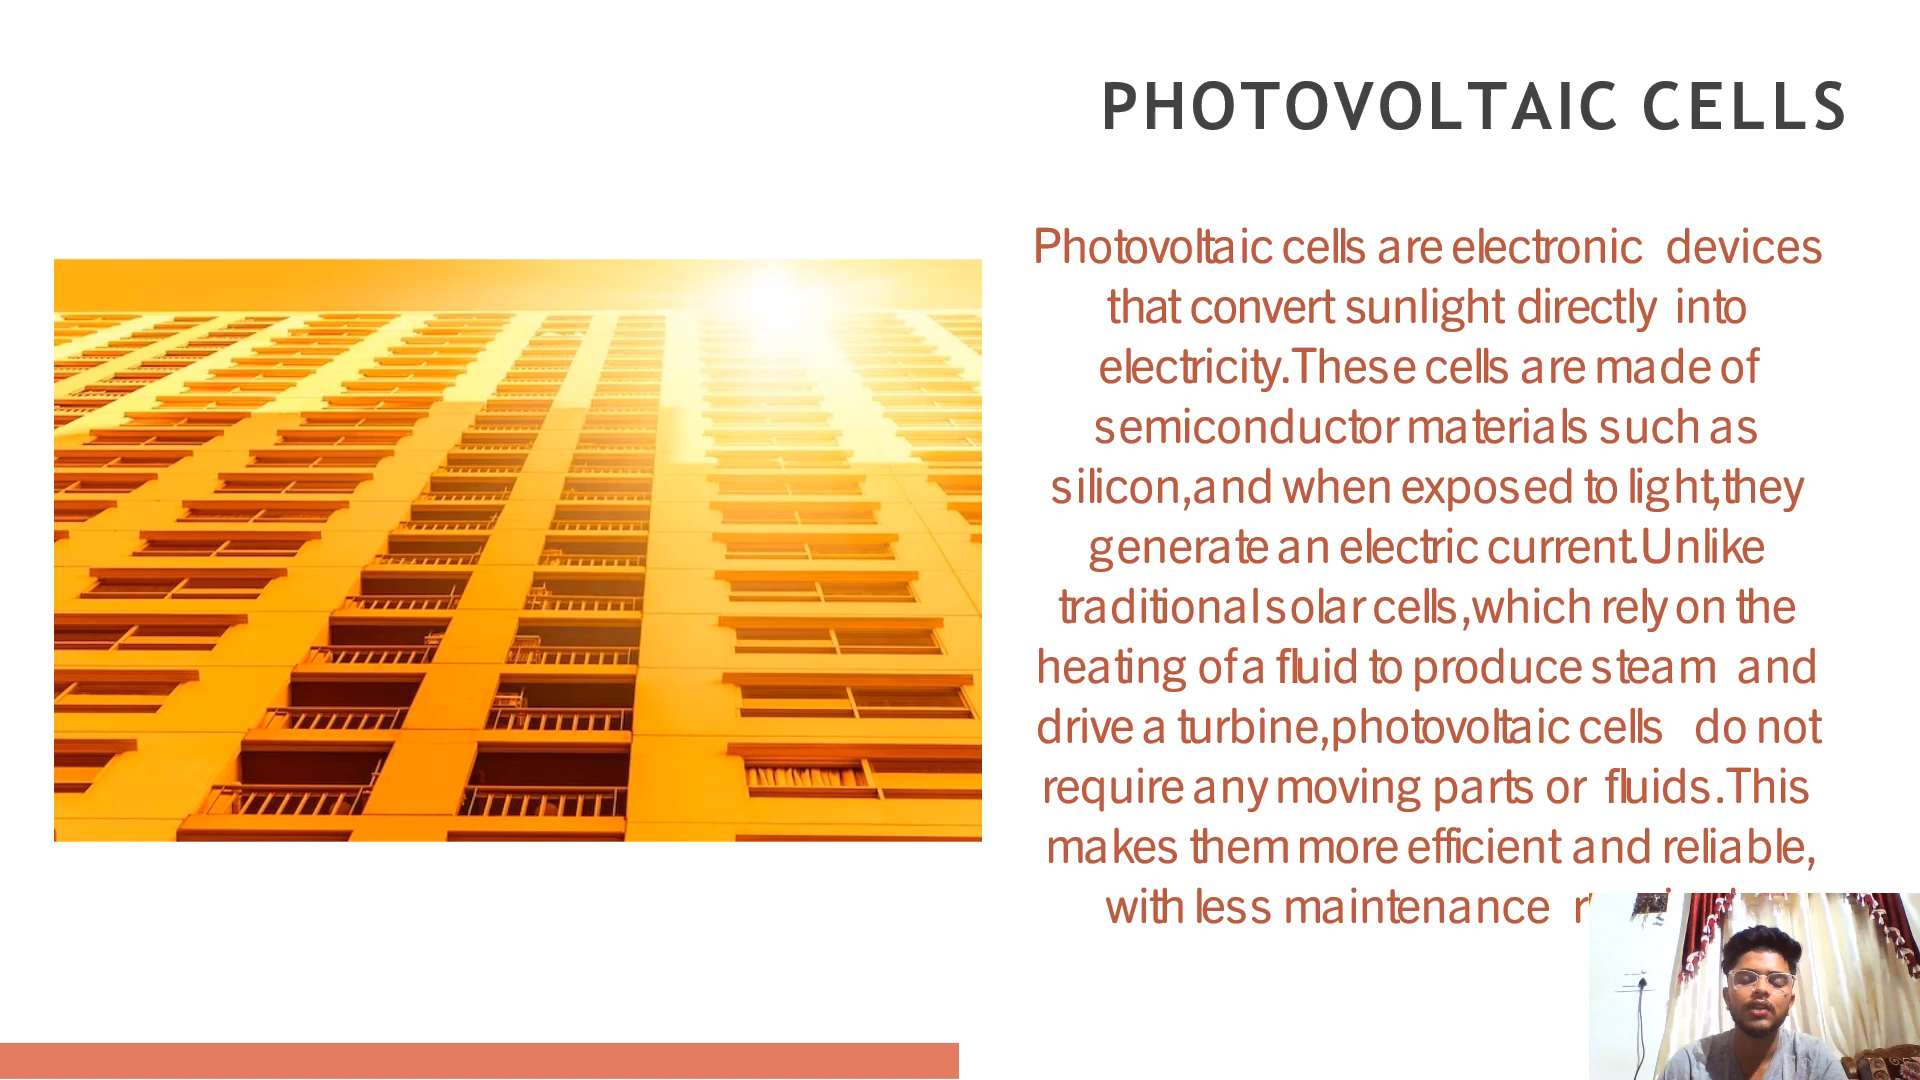 PHOTOVOLTAIC CELLS
Photovoltaic cells are electronic devices
that convert sunlight directly into
electricity.These cells are made of
semiconductor materials such as
silicon,and when exposed to light,they
generate an electric current.Unlike
traditional solar cells,which rely on the
heating of a fluid to produce steam and
drive a turbine,photovoltaic cells do not
require any moving parts or fluids.This
makes them more efficient and reliable,
with less maintenance